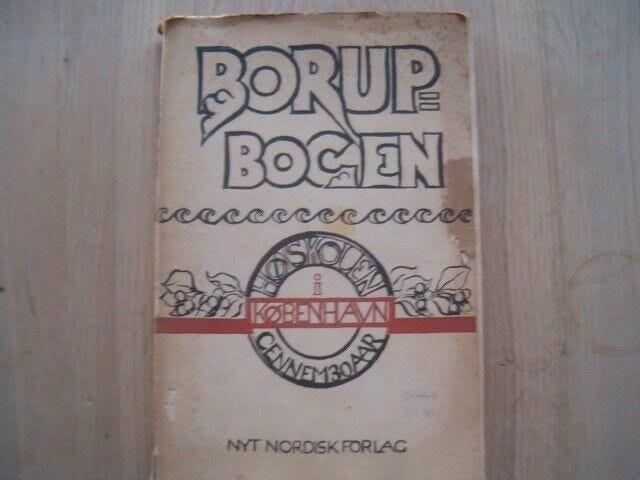 BORUP=
BOGEN
HØJSKOLEN
i
KØBENHAVN
GENNEM 30 AAR
NYT NORDISK FORLAG